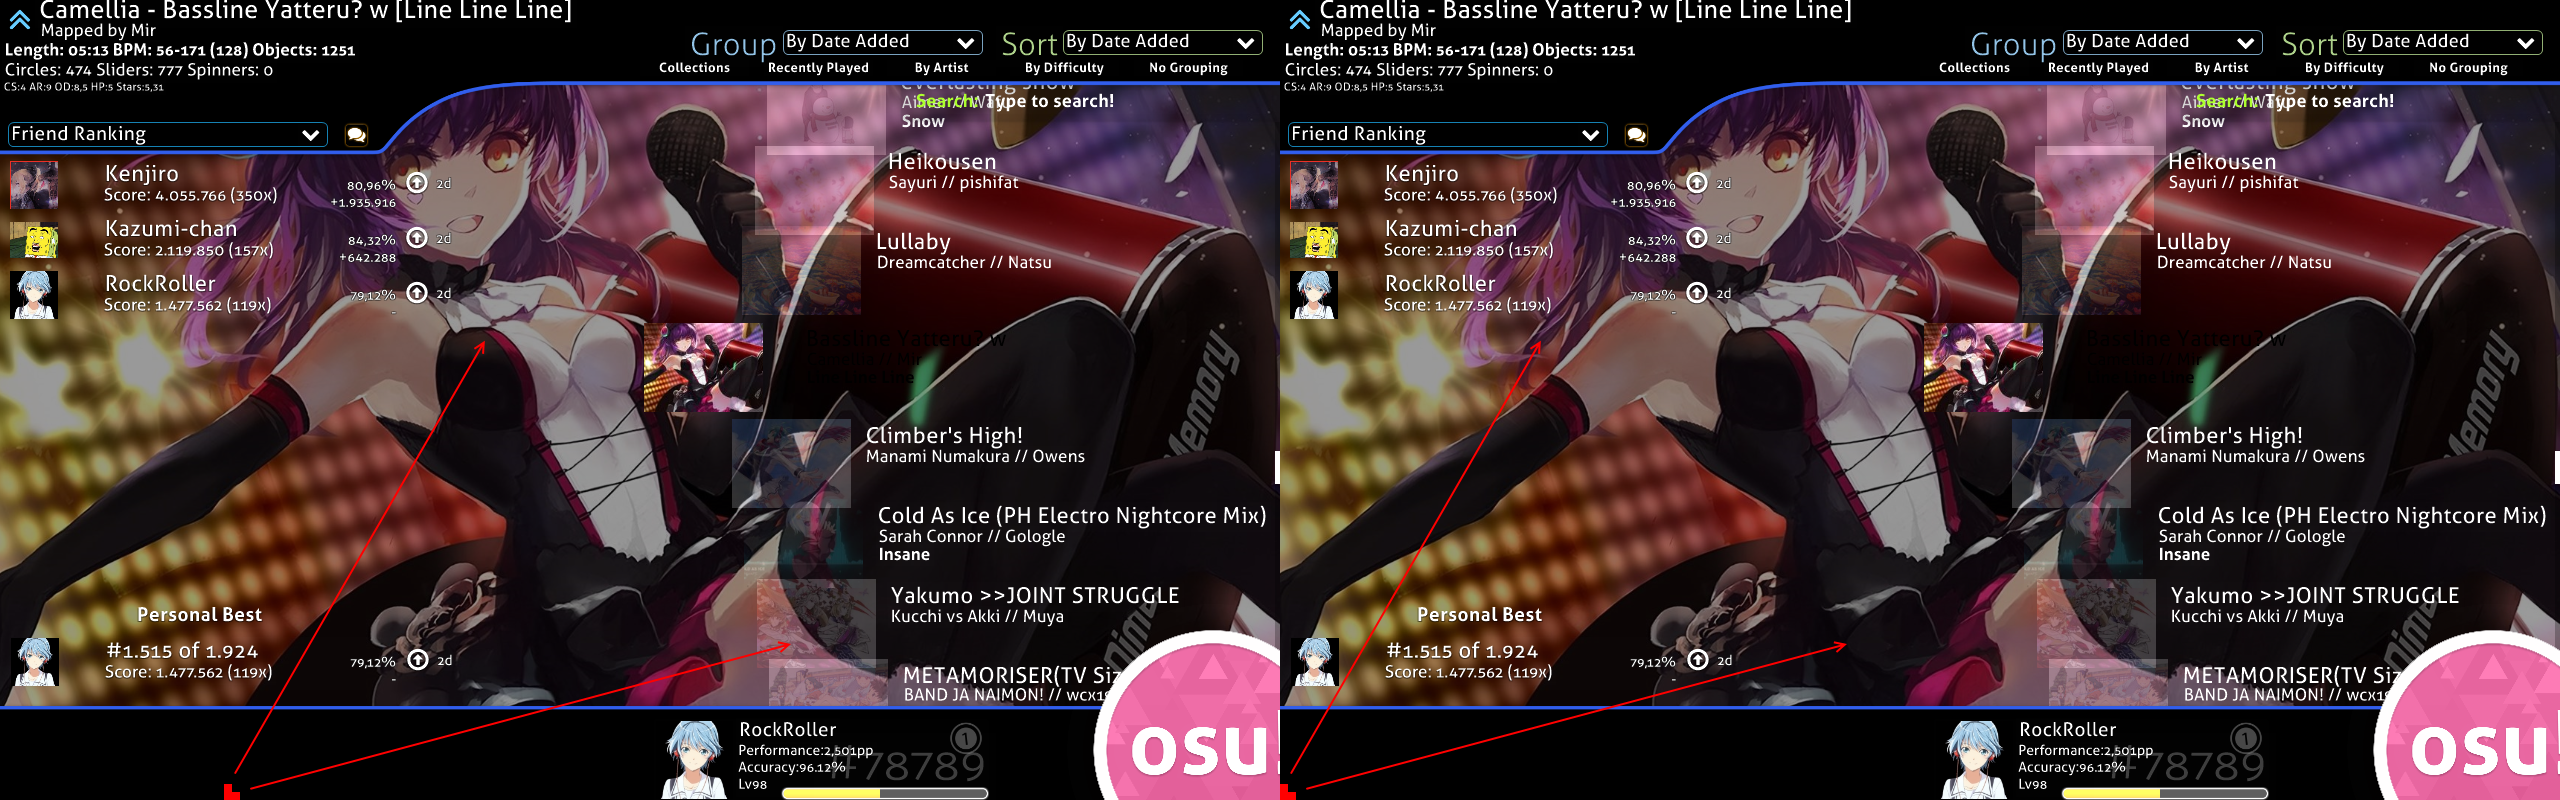 Camellia - Bassline Yatteru? w [Line Line Line]
Mapped by Mir
Length: 05:13 BPM: 56-171 (128) Objects: 1251
Circles: 474 Sliders: 777 Spinners: 0
CS:4 AR:9 OD:8,5 HP:5 Stars:5,31
Group By Date Added
Sort By Date Added
Collections Recently Played By Artist By Difficulty No Grouping
Friend Ranking
Search: Type to search!
Everlasting Snow
Snow
Kenjiro
Score: 4.055.766 (350x)
80,96% 2d
+1.935.916
Kazumi-chan
Score: 2.119.850 (157x)
84,32% 2d
+642.288
RockRoller
Score: 1.477.562 (119x)
79,12% 2d
-
Heikousen
Sayuri // pishifat
Lullaby
Dreamcatcher // Natsu
Bassline Yatteru? w
Climber's High!
Manami Numakura // Owens
Cold As Ice (PH Electro Nightcore Mix)
Sarah Connor // Gologle
Insane
Yakumo >>JOINT STRUGGLE
Kucchi vs Akki // Muya
METAMORISER(TV Siz
BAND JA NAIMON! // wcx19
Memory.
Personal Best
#1.515 of 1.924
Score: 1.477.562 (119x)
79,12% 2d
-
RockRoller
Performance:2,501pp
Accuracy:96.12%
Lv98
#78789
1
osu!
Camellia - Bassline Yatteru? w [Line Line Line]
Mapped by Mir
Length: 05:13 BPM: 56-171 (128) Objects: 1251
Circles: 474 Sliders: 777 Spinners: 0
CS:4 AR:9 OD:8,5 HP:5 Stars:5,31
Group By Date Added
Sort By Date Added
Collections Recently Played By Artist By Difficulty No Grouping
Friend Ranking
Search: Type to search!
Everlasting Snow
Snow
Kenjiro
Score: 4.055.766 (350x)
80,96% 2d
+1.935.916
Kazumi-chan
Score: 2.119.850 (157x)
84,32% 2d
+642.288
RockRoller
Score: 1.477.562 (119x)
79,12% 2d
-
Heikousen
Sayuri // pishifat
Lullaby
Dreamcatcher // Natsu
Bassline Yatteru? w
Climber's High!
Manami Numakura // Owens
Cold As Ice (PH Electro Nightcore Mix)
Sarah Connor // Gologle
Insane
Yakumo >>JOINT STRUGGLE
Kucchi vs Akki // Muya
METAMORISER(TV Siz
BAND JA NAIMON! // wcx19
Memory.
Personal Best
#1.515 of 1.924
Score: 1.477.562 (119x)
79,12% 2d
-
RockRoller
Performance:2,501pp
Accuracy:96.12%
Lv98
#78789
1
osu!